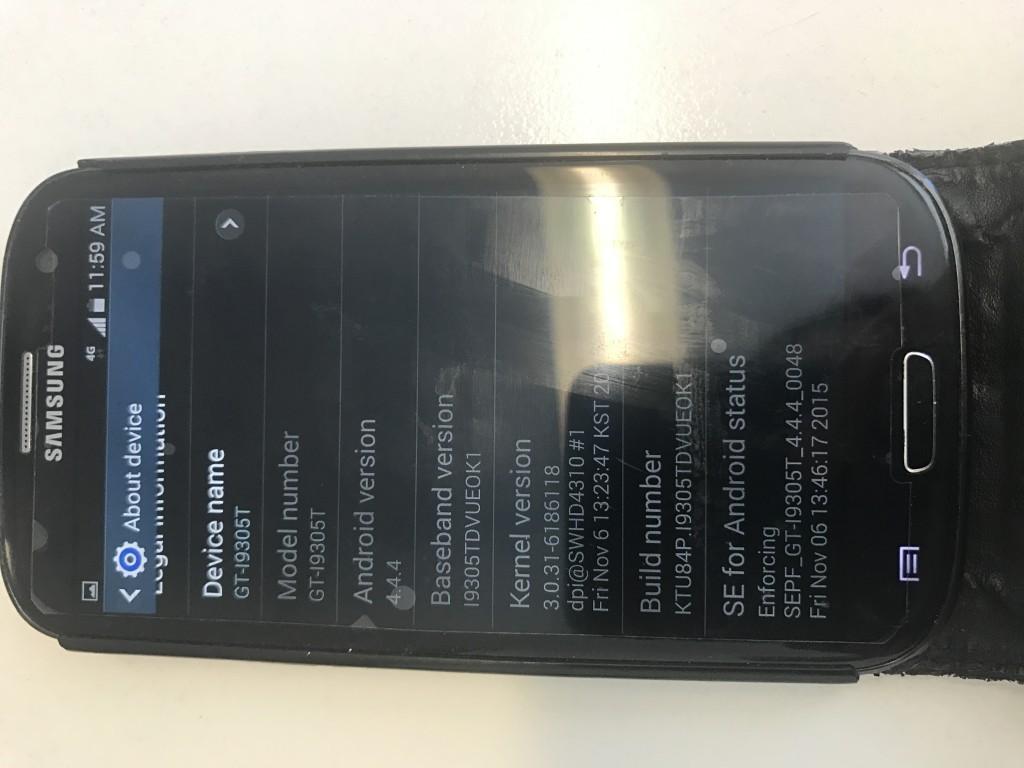 SAMSUNG
4G 11:59 AM
About device
Legal information
Device name
GT-I9305T
Model number
GT-I9305T
Android version
4.4.4
Baseband version
I9305TDVUEOK1
Kernel version
3.0.31-6186118
dpi@SWHD4310 #1
Fri Nov 6 13:23:47 KST
Build number
KTU84P.I9305TDVUEOK1
SE for Android status
Enforcing
SEPF_GT-I9305T_4.4.4_0048
Fri Nov 06 13:46:17 2015